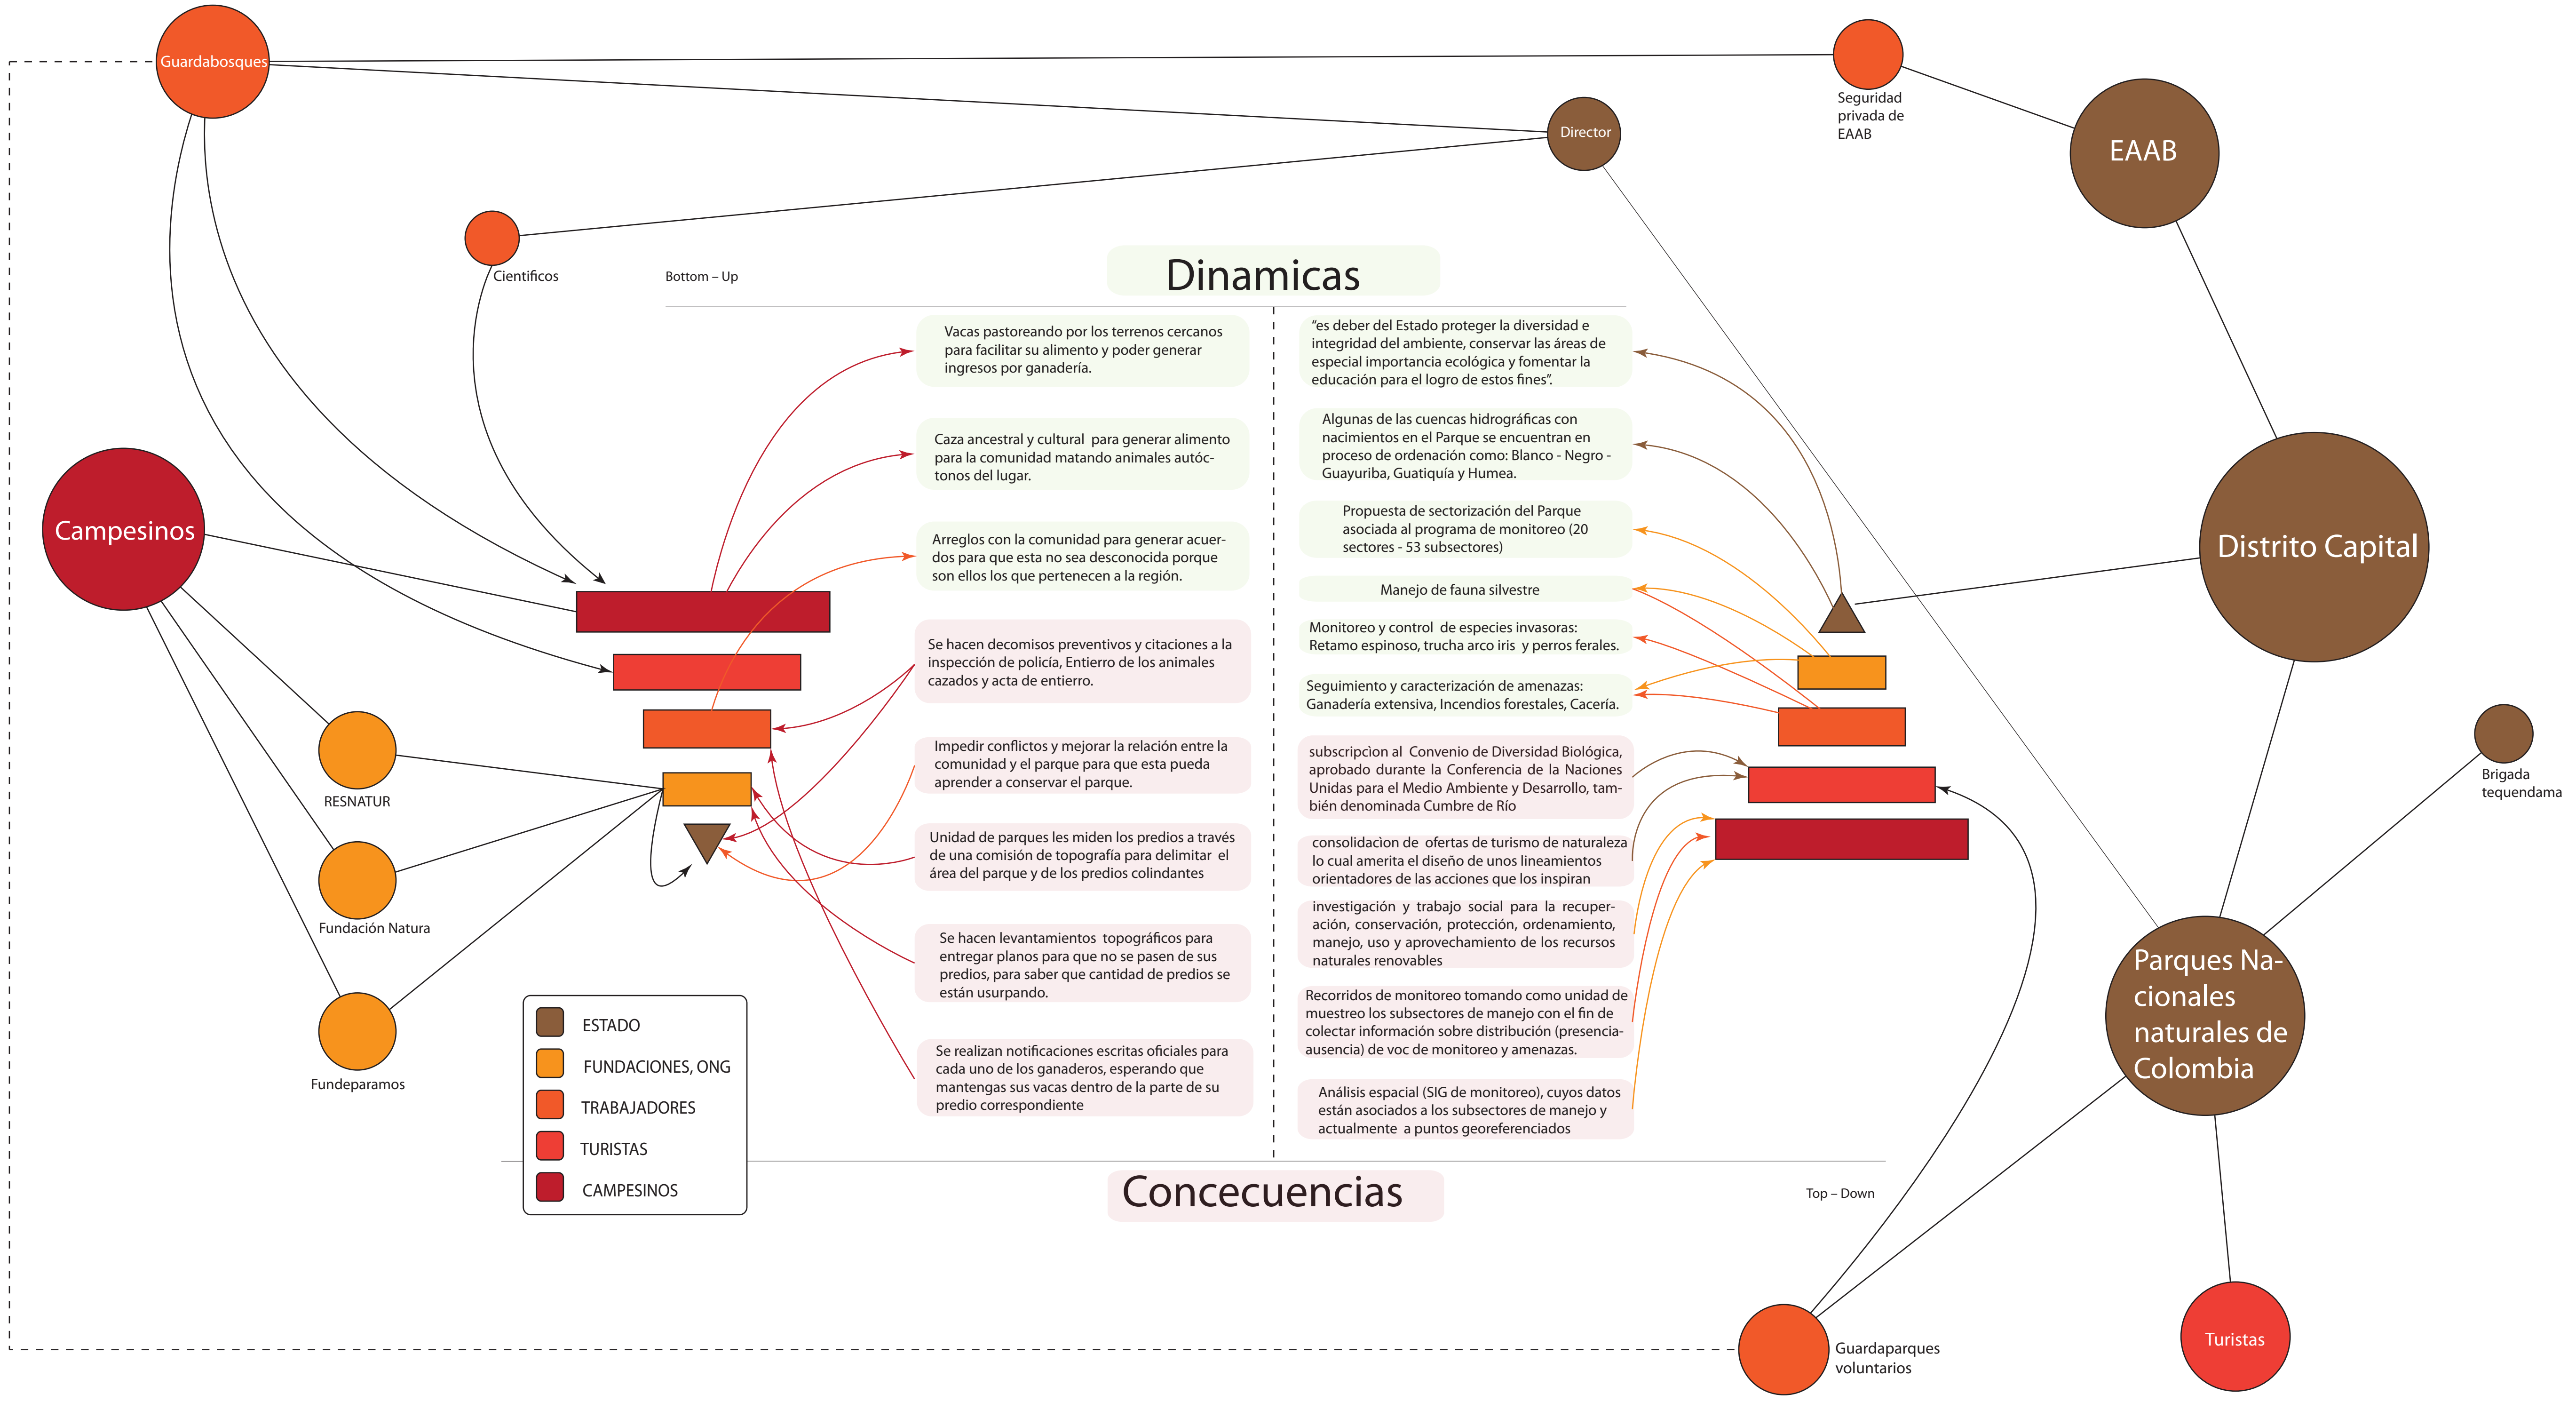 Guardabosques
Seguridad
privada de
EAAB
Director
EAAB
Cientificos
Bottom – Up
Dinamicas
Vacas pastoreando por los terrenos cercanos
para facilitar su alimento y poder generar
ingresos por ganadería.
Caza ancestral y cultural para generar alimento
para la comunidad matando animales autóc-
tonos del lugar.
Arreglos con la comunidad para generar acuer-
dos para que esta no sea desconocida porque
son ellos los que pertenecen a la región.
Se hacen decomisos preventivos y citaciones a la
inspección de policía, Entierro de los animales
cazados y acta de entierro.
Impedir conflictos y mejorar la relación entre la
comunidad y el parque para que esta pueda
aprender a conservar el parque.
Unidad de parques les miden los predios a través
de una comisión de topografía para delimitar el
área del parque y de los predios colindantes
Se hacen levantamientos topográficos para
entregar planos para que no se pasen de sus
predios, para saber que cantidad de predios se
están usurpando.
Se realizan notificaciones escritas oficiales para
cada uno de los ganaderos, esperando que
mantengas sus vacas dentro de la parte de su
predio correspondiente
“es deber del Estado proteger la diversidad e
integridad del ambiente, conservar las áreas de
especial importancia ecológica y fomentar la
educación para el logro de estos fines”.
Algunas de las cuencas hidrográficas con
nacimientos en el Parque se encuentran en
proceso de ordenación como: Blanco - Negro -
Guayuriba, Guatiquía y Humea.
Propuesta de sectorización del Parque
asociada al programa de monitoreo (20
sectores - 53 subsectores)
Manejo de fauna silvestre
Monitoreo y control de especies invasoras:
Retamo espinoso, trucha arco iris y perros ferales.
Seguimiento y caracterización de amenazas:
Ganadería extensiva, Incendios forestales, Cacería.
subscripciòn al Convenio de Diversidad Biológica,
aprobado durante la Conferencia de la Naciones
Unidas para el Medio Ambiente y Desarrollo, tam-
bién denominada Cumbre de Río
consolidaciòn de ofertas de turismo de naturaleza
lo cual amerita el diseño de unos lineamientos
orientadores de las acciones que los inspiran
investigación y trabajo social para la recuper-
ación, conservación, protección, ordenamiento,
manejo, uso y aprovechamiento de los recursos
naturales renovables
Recorridos de monitoreo tomando como unidad de
muestreo los subsectores de manejo con el fin de
colectar información sobre distribución (presencia-
ausencia) de voc de monitoreo y amenazas.
Análisis espacial (SIG de monitoreo), cuyos datos
están asociados a los subsectores de manejo y
actualmente a puntos georeferenciados
Campesinos
RESNATUR
Fundación Natura
Fundeparamos
ESTADO
FUNDACIONES, ONG
TRABAJADORES
TURISTAS
CAMPESINOS
Concecuencias
Top – Down
Distrito Capital
Brigada
tequendama
Parques Na-
cionales
naturales de
Colombia
Guardaparques
voluntarios
Turistas